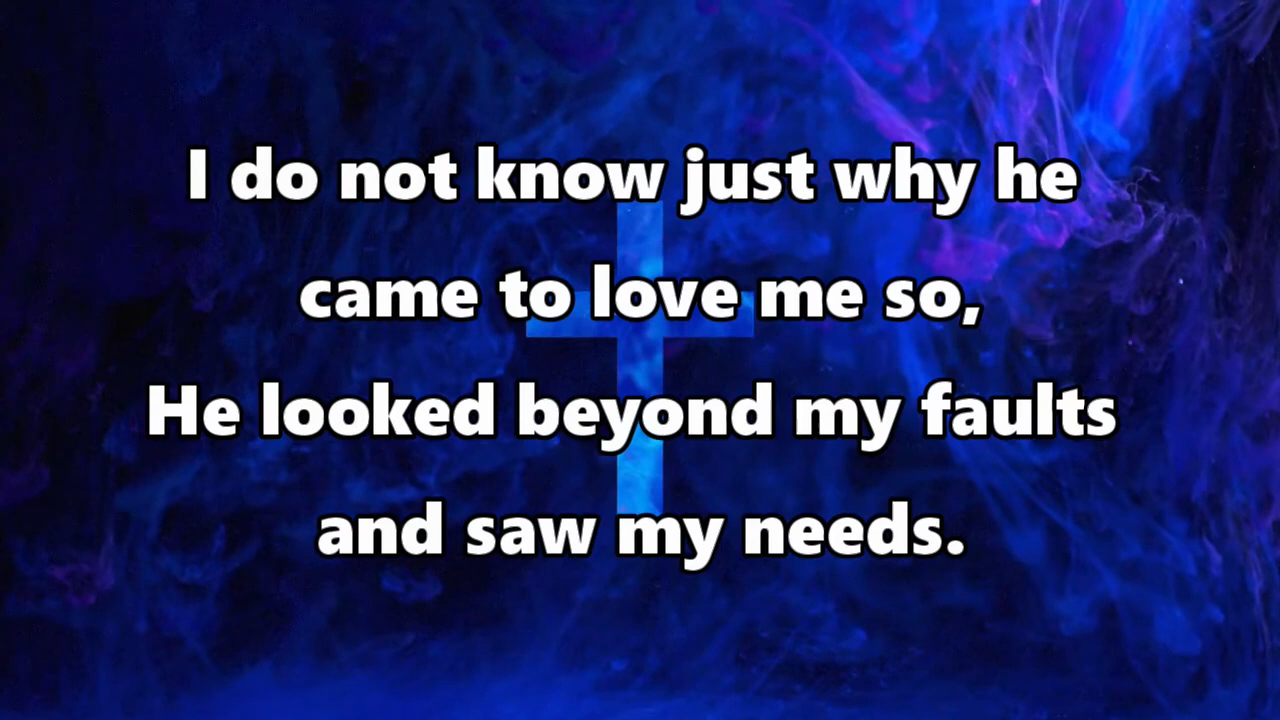 I do not know just why he
came to love me so,
He looked beyond my faults
and saw my needs.